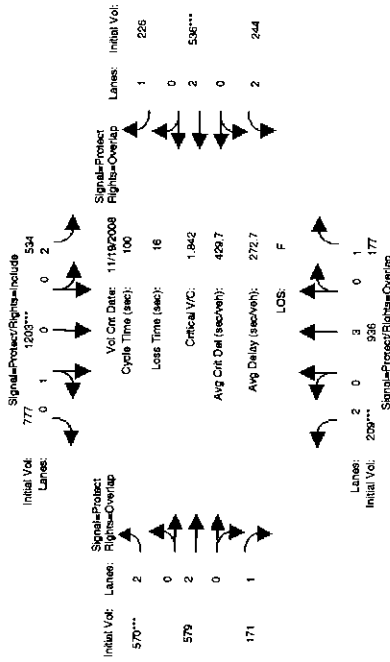 Signal=Protect/Rights=Include
Initial Vol: 777 1203*** 534
Lanes: 0 1 0 0 2
Initial Vol: Lanes: Signal=Protect Rights=Overlap
570*** 2
0
579 2
0
171 1
Vol Cnt Date: 11/19/2008
Cycle Time (sec): 100
Loss Time (sec): 16
Critical V/C: 1.842
Avg Crit Del (sec/veh): 429.7
Avg Delay (sec/veh): 272.7
LOS: F
Signal=Protect Rights=Overlap Lanes: Initial Vol:
1 226
0
2 536***
0
2 244
Lanes: 2 0 3 0 1
Initial Vol: 209*** 926 177
Signal=Protect/Rights=Overlap